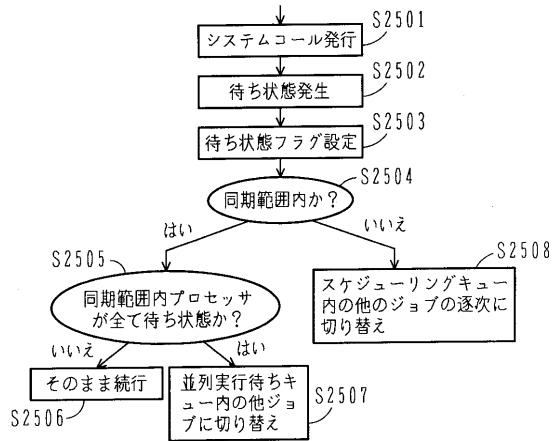 S2501
システムコール発行
S2502
待ち状態発生
S2503
待ち状態フラグ設定
S2504
同期範囲内か?
はい
いいえ
S2505
同期範囲内プロセッサ
が全て待ち状態か?
S2508
スケジューリングキュー
内の他のジョブの逐次に
切り替え
いいえ
はい
そのまま続行
S2506
並列実行待ちキ
ュー内の他ジョ
ブに切り替え
S2507